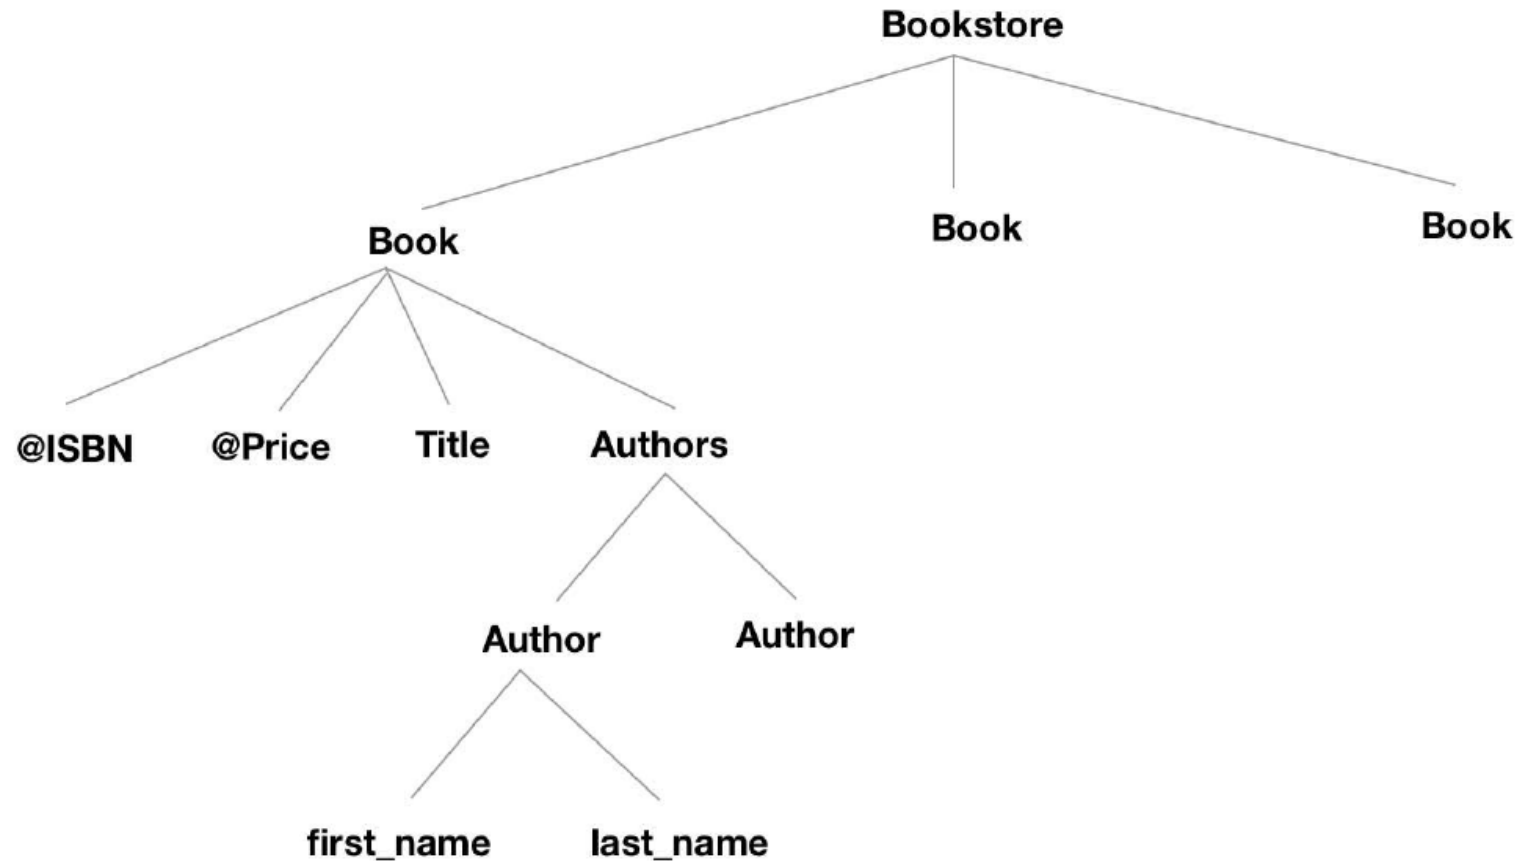 Bookstore
Book
Book
Book
@ISBN
@Price
Title
Authors
Author
Author
first_name
last_name